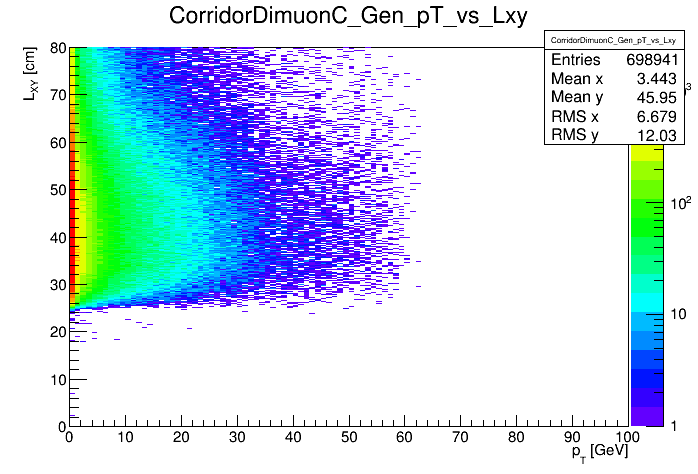 CorridorDimuonC_Gen_pT_vs_Lxy
CorridorDimuonC_Gen_pT_vs_Lxy
Entries 698941
Mean x 3.443
Mean y 45.95
RMS x 6.679
RMS y 12.03
L_XY [cm]
80
70
60
50
40
30
20
10
0
0 10 20 30 40 50 60 70 80 90 100
p_T [GeV]
3
10²
10
1